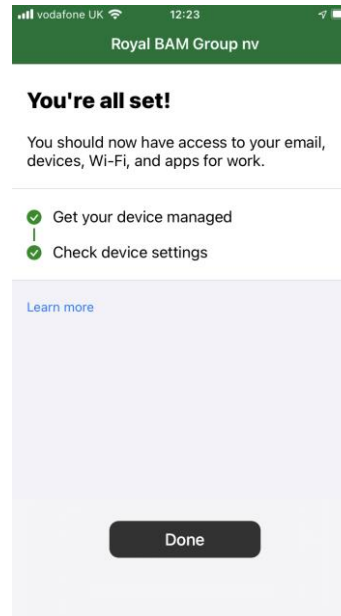 vodafone UK 12:23
Royal BAM Group nv
You're all set!
You should now have access to your email,
devices, Wi-Fi, and apps for work.
Get your device managed
Check device settings
Learn more
Done